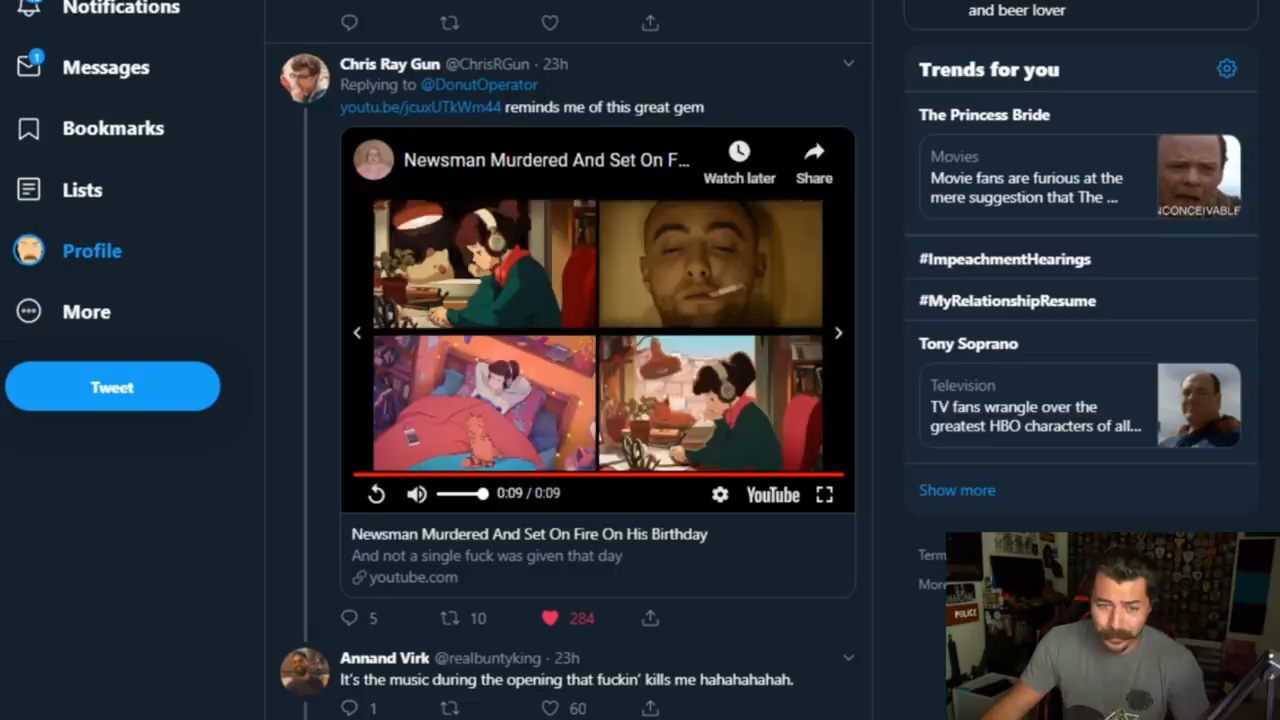 Notifications
1
Messages
Bookmarks
Lists
Profile
More
Tweet
Chris Ray Gun @ChrisRGun · 23h
Replying to @DonutOperator
youtu.be/jcuxUTkWm44 reminds me of this great gem
Newsman Murdered And Set On F...
Watch later
Share
0:09 / 0:09
YouTube
Newsman Murdered And Set On Fire On His Birthday
And not a single fuck was given that day
youtube.com
5
10
284
Annand Virk @realbuntyking · 23h
It's the music during the opening that fuckin' kills me hahahahahah.
1
60
and beer lover
Trends for you
The Princess Bride
Movies
Movie fans are furious at the
mere suggestion that The ...
NCONCEIVABLE
#ImpeachmentHearings
#MyRelationshipResume
Tony Soprano
Television
TV fans wrangle over the
greatest HBO characters of all...
Show more
Term
More
POLICE